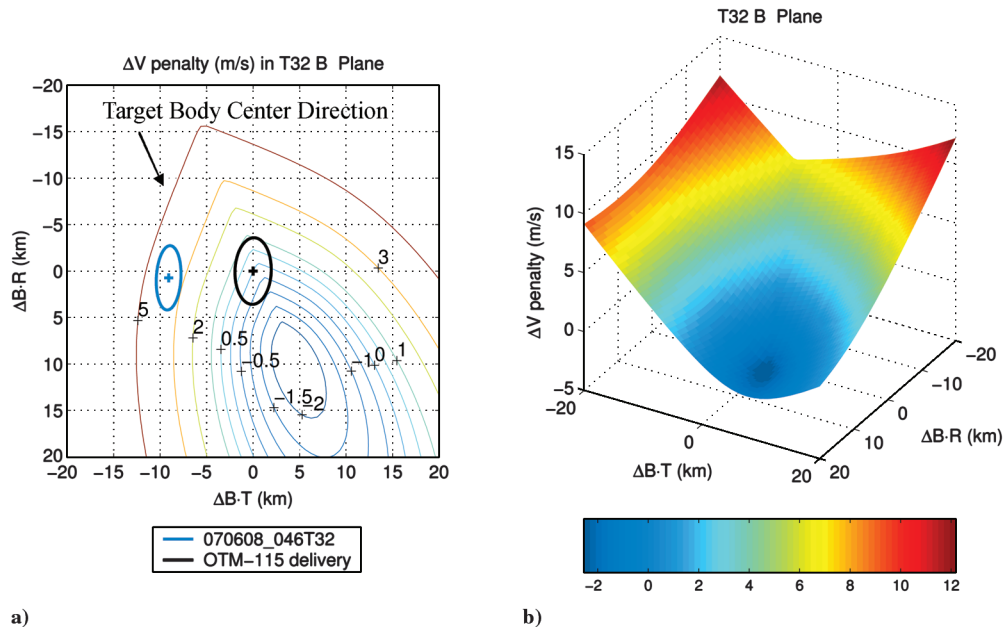 ΔV penalty (m/s) in T32 B Plane
−20
−15
−10
−5
0
5
10
15
20
ΔB·R (km)
Target Body Center Direction
5
2
0.5
−0.5
−1.5
−2
−1
0
1
3
−20 −15 −10 −5 0 5 10 15 20
ΔB·T (km)
070608_046T32
OTM−115 delivery
a)
T32 B Plane
15
10
5
0
−5
ΔV penalty (m/s)
−20
0
20
ΔB·T (km)
20
10
0
−10
−20
ΔB·R (km)
−2 0 2 4 6 8 10 12
b)